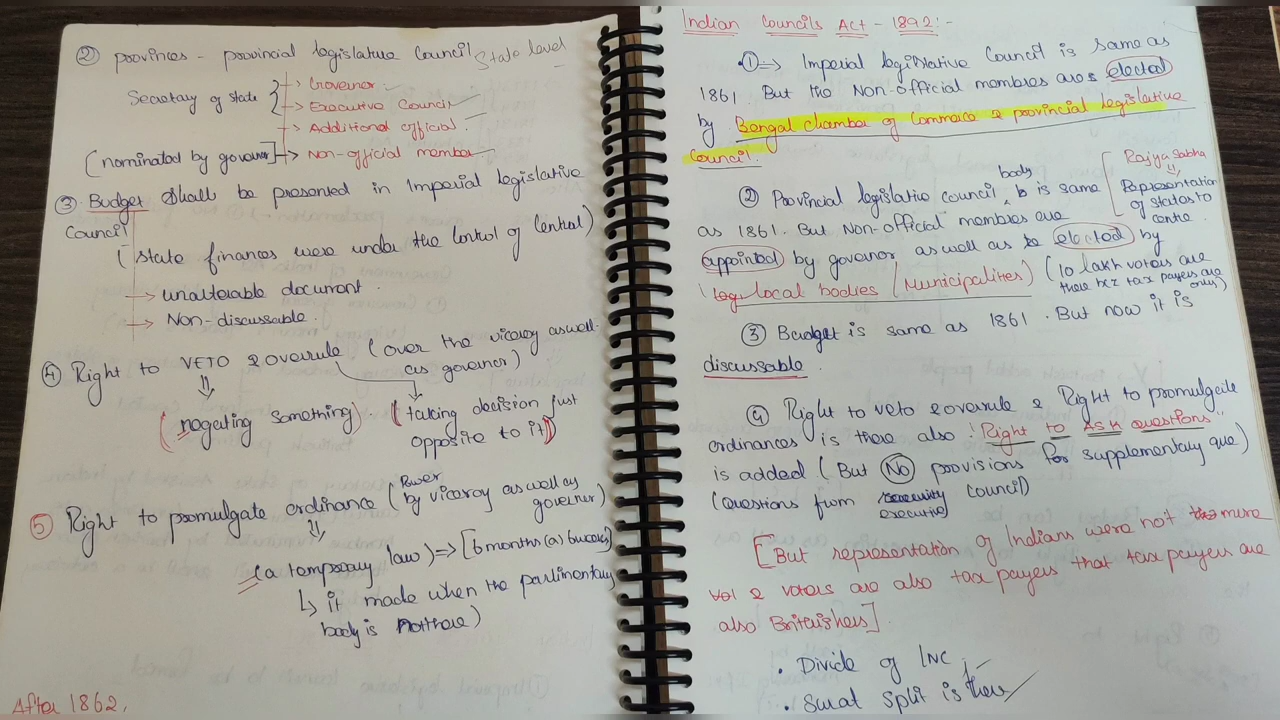 ② provinces - provincial legislative Council State level
Secretary of state { → Governor
→ Executive Council
→ Additional official
(nominated by governer] → Non-official member
③ Budget shall be presented in Imperial legislative
Council
(state finances were under the control of Central)
→ unalterable document
→ Non-discussable.
④ Right to VETO & overrule (over the viceroy as well
as governer)
⇓
(negating something) (taking decision just
opposite to it)
⑤ Right to promulgate ordinance (Power
by viceroy as well as
governer)
⇓
(a temporary law) => [6 months (or) 6 weeks]
↳ it made when the parlimentary
body is Not there)
After 1862,
Indian Councils Act - 1892:-
•① => Imperial legislative Council is same as
1861. But the Non-official membres are elected
by Bengal chamber of Commerce & provincial legislative
Council.
② Provincial legislative council body is same
as 1861. But Non-official membres are
appointed by governor as well as elected by
local bodies (Municipalites) (10 lakh voters are
there bcz tax payers are
only)
[Rajya Sabha
⇓
Representation
of states to
centre.
③ Budget is same as 1861. But now it is
discussable.
④ Right to veto & overrule & Right to promulgate
ordinances is there also "Right to Ask questions"
is added (But No provisions for supplementary que)
(Questions from executive Council)
[But representation of Indians were not more
& voters are also tax payers that tax payers are
also Britishers].
• Divide of INC
• Surat split is there